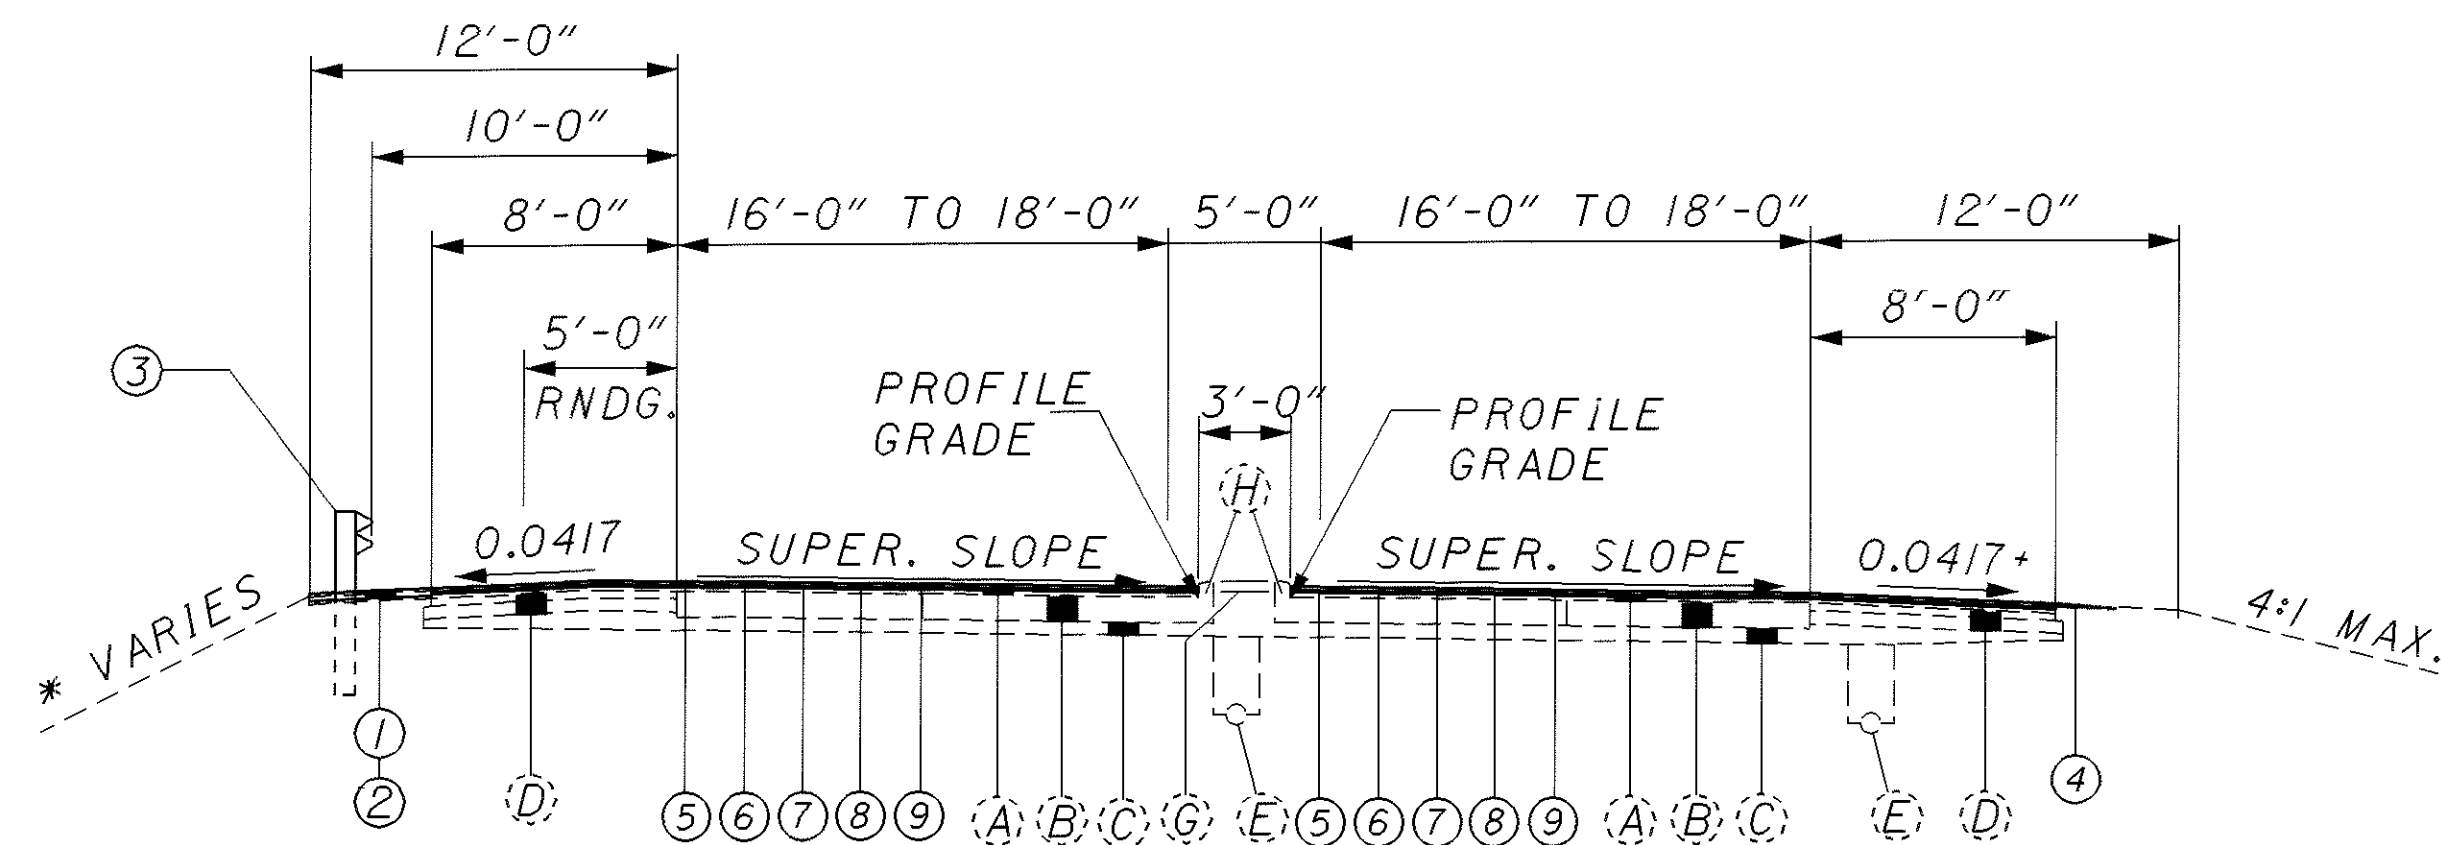 12'-0"
10'-0"
8'-0" 16'-0" TO 18'-0" 5'-0" 16'-0" TO 18'-0" 12'-0"
8'-0"
5'-0"
RNDG.
3
PROFILE
GRADE
3'-0"
PROFILE
GRADE
H
0.0417
SUPER. SLOPE
SUPER. SLOPE
0.0417+
* VARIES
4:1 MAX.
1
2
D
5 6 7 8 9 A B C G E 5 6 7 8 9 A B C E D
4